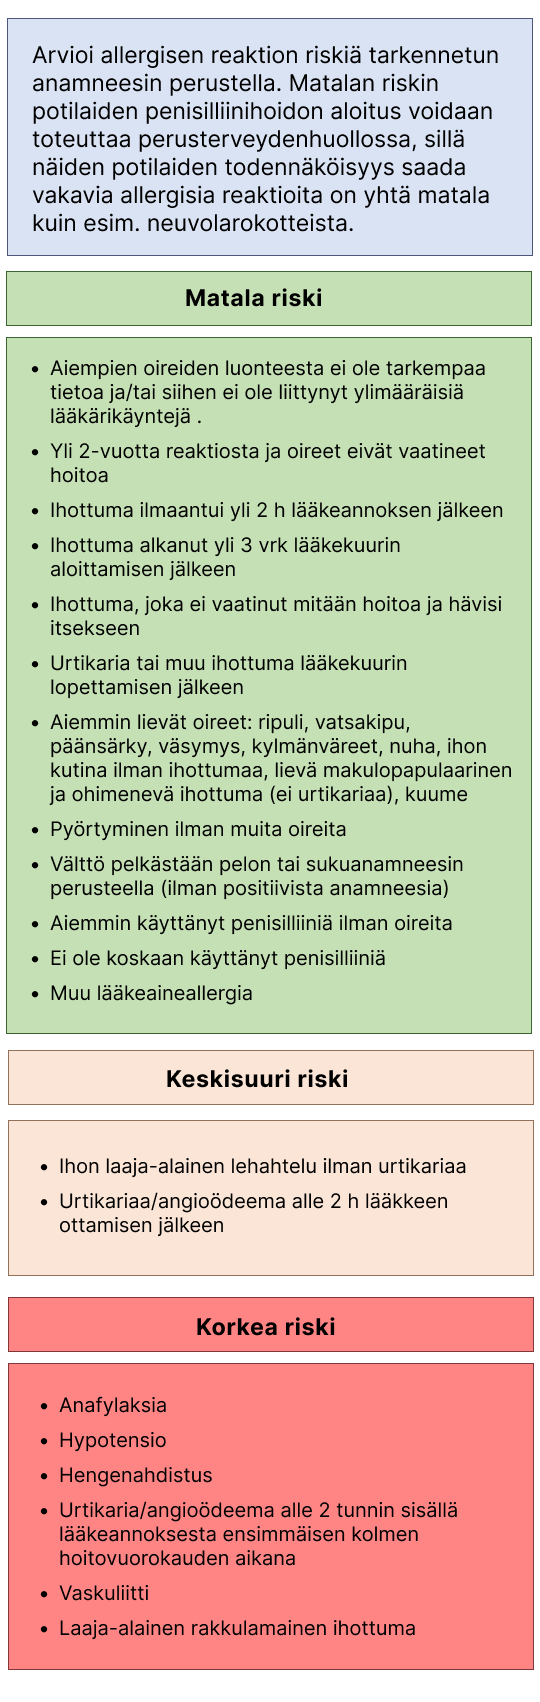 Arvioi allergisen reaktion riskiä tarkennetun
anamneesin perustella. Matalan riskin
potilaiden penisilliinihoidon aloitus voidaan
toteuttaa perusterveydenhuollossa, sillä
näiden potilaiden todennäköisyys saada
vakavia allergisia reaktioita on yhtä matala
kuin esim. neuvolarokotteista.
Matala riski
• Aiempien oireiden luonteesta ei ole tarkempaa
tietoa ja/tai siihen ei ole liittynyt ylimääräisiä
lääkärikäyntejä .
• Yli 2-vuotta reaktiosta ja oireet eivät vaatineet
hoitoa
• Ihottuma ilmaantui yli 2 h lääkeannoksen jälkeen
• Ihottuma alkanut yli 3 vrk lääkekuurin
aloittamisen jälkeen
• Ihottuma, joka ei vaatinut mitään hoitoa ja hävisi
itsekseen
• Urtikaria tai muu ihottuma lääkekuurin
lopettamisen jälkeen
• Aiemmin lievät oireet: ripuli, vatsakipu,
päänsärky, väsymys, kylmänväreet, nuha, ihon
kutina ilman ihottumaa, lievä makulopapulaarinen
ja ohimenevä ihottuma (ei urtikariaa), kuume
• Pyörtyminen ilman muita oireita
• Välttö pelkästään pelon tai sukuanamneesin
perusteella (ilman positiivista anamneesia)
• Aiemmin käyttänyt penisilliiniä ilman oireita
• Ei ole koskaan käyttänyt penisilliiniä
• Muu lääkeaineallergia
Keskisuuri riski
• Ihon laaja-alainen lehahtelu ilman urtikariaa
• Urtikariaa/angioödeema alle 2 h lääkkeen
ottamisen jälkeen
Korkea riski
• Anafylaksia
• Hypotensio
• Hengenahdistus
• Urtikaria/angioödeema alle 2 tunnin sisällä
lääkeannoksesta ensimmäisen kolmen
hoitovuorokauden aikana
• Vaskuliitti
• Laaja-alainen rakkulamainen ihottuma